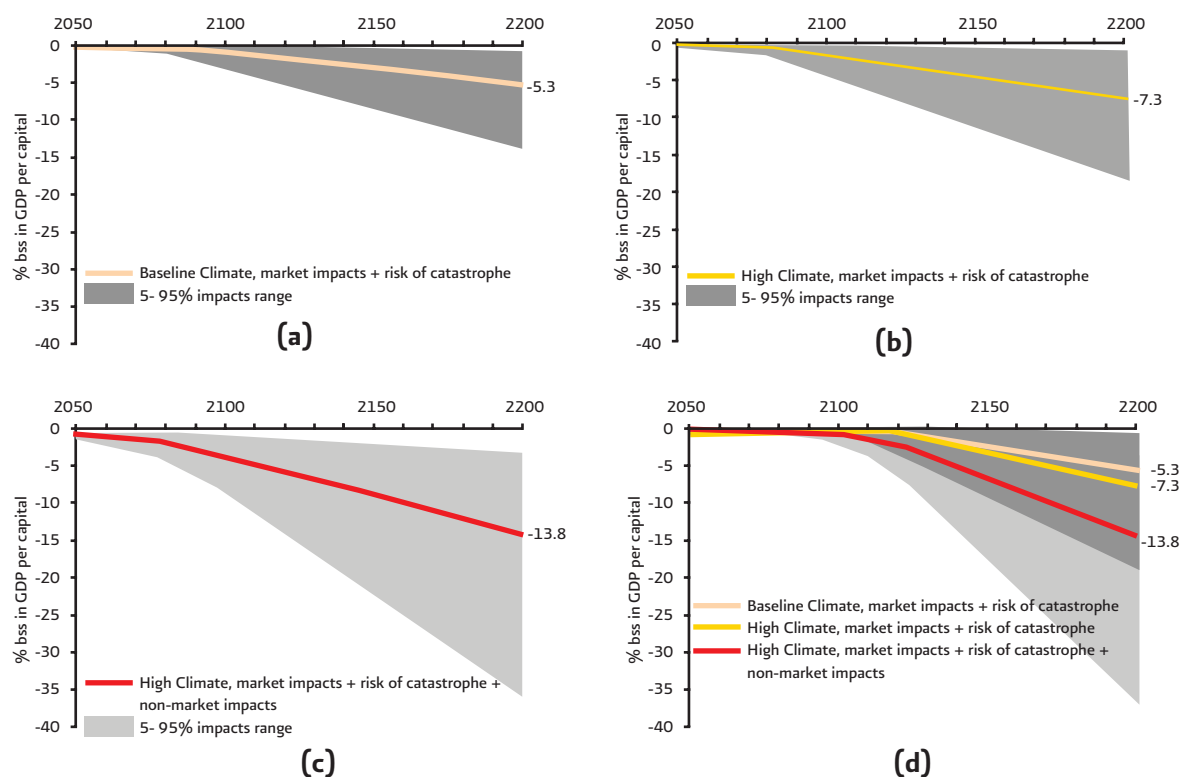 2050 2100 2150 2200
0
-5
-10
-15
-20
-25
-30
-35
-40
% bss in GDP per capital
-5.3
Baseline Climate, market impacts + risk of catastrophe
5- 95% impacts range
(a)
2050 2100 2150 2200
0
-5
-10
-15
-20
-25
-30
-35
-40
% bss in GDP per capital
-7.3
High Climate, market impacts + risk of catastrophe
5- 95% impacts range
(b)
2050 2100 2150 2200
0
-5
-10
-15
-20
-25
-30
-35
-40
% bss in GDP per capital
-13.8
High Climate, market impacts + risk of catastrophe +
non-market impacts
5- 95% impacts range
(c)
2050 2100 2150 2200
0
-5
-10
-15
-20
-25
-30
-35
-40
% bss in GDP per capital
-5.3
-7.3
-13.8
Baseline Climate, market impacts + risk of catastrophe
High Climate, market impacts + risk of catastrophe
High Climate, market impacts + risk of catastrophe +
non-market impacts
(d)